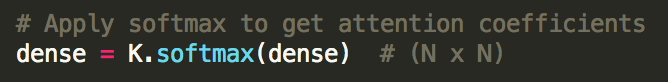 # Apply softmax to get attention coefficients
dense = K.softmax(dense)  # (N x N)